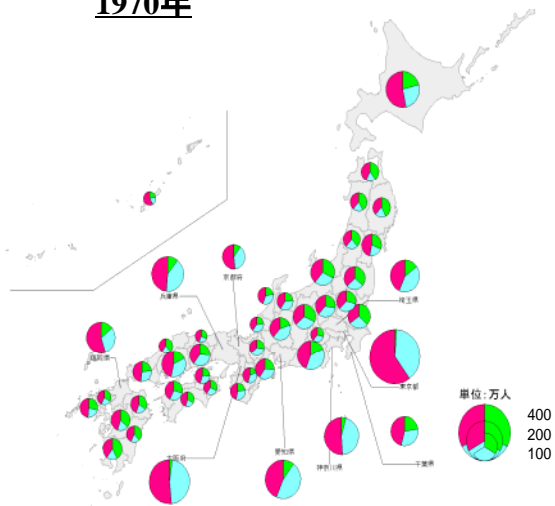 1970年
京都府
兵庫県
埼玉県
福岡県
東京都
単位：万人
400
200
100
大阪府
愛知県
神奈川県
千葉県